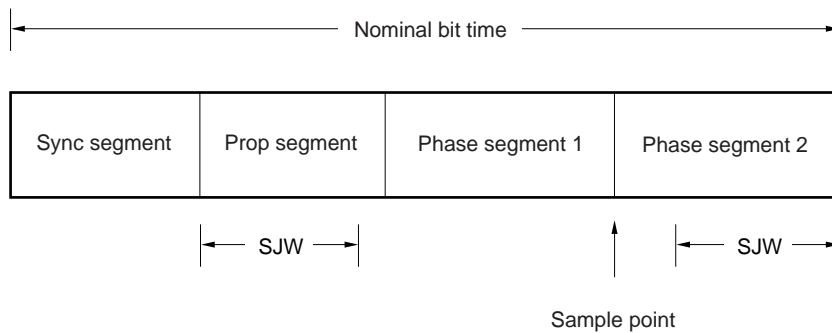 Nominal bit time
Sync segment
Prop segment
Phase segment 1
Phase segment 2
SJW
SJW
Sample point